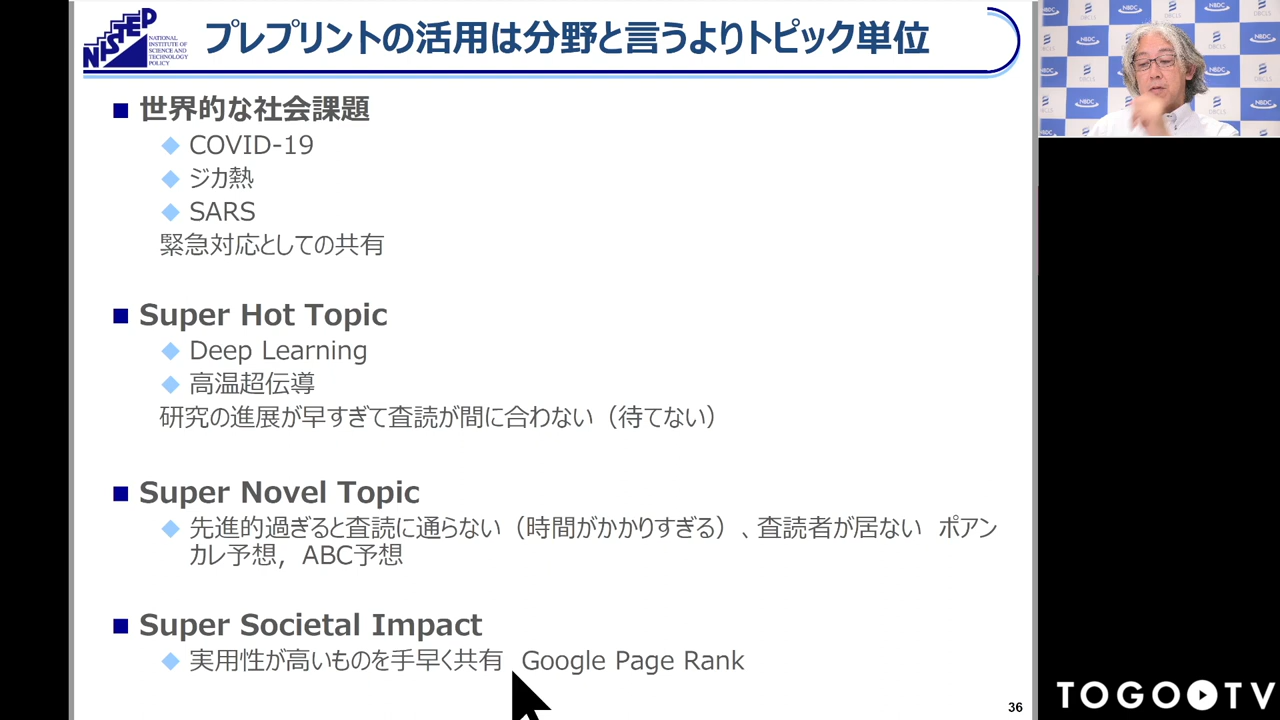 NISTEP
NATIONAL
INSTITUTE OF
SCIENCE AND
TECHNOLOGY
POLICY
プレプリントの活用は分野と言うよりトピック単位
世界的な社会課題
COVID-19
ジカ熱
SARS
緊急対応としての共有
Super Hot Topic
Deep Learning
高温超伝導
研究の進展が早すぎて査読が間に合わない（待てない）
Super Novel Topic
先進的過ぎると査読に通らない（時間がかかりすぎる）、査読者が居ない ポアン
カレ予想，ABC予想
Super Societal Impact
実用性が高いものを手早く共有 Google Page Rank
36
NBDC
DBCLS
TOGO TV